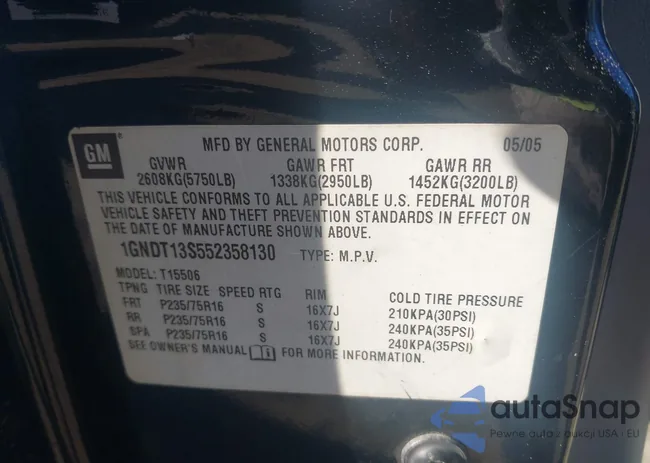 GM
MFD BY GENERAL MOTORS CORP. 05/05
GVWR GAWR FRT GAWR RR
2608KG(5750LB) 1338KG(2950LB) 1452KG(3200LB)
THIS VEHICLE CONFORMS TO ALL APPLICABLE U.S. FEDERAL MOTOR
VEHICLE SAFETY AND THEFT PREVENTION STANDARDS IN EFFECT ON
THE DATE OF MANUFACTURE SHOWN ABOVE.
1GNDT13S552358130 TYPE: M.P.V.
MODEL: T15506
TPNG TIRE SIZE SPEED RTG RIM COLD TIRE PRESSURE
FRT P235/75R16 S 16X7J 210KPA(30PSI)
RR P235/75R16 S 16X7J 240KPA(35PSI)
SPA P235/75R16 S 16X7J 240KPA(35PSI)
SEE OWNER'S MANUAL FOR MORE INFORMATION.
autaSnap
Pewne auta z aukcji USA · EU